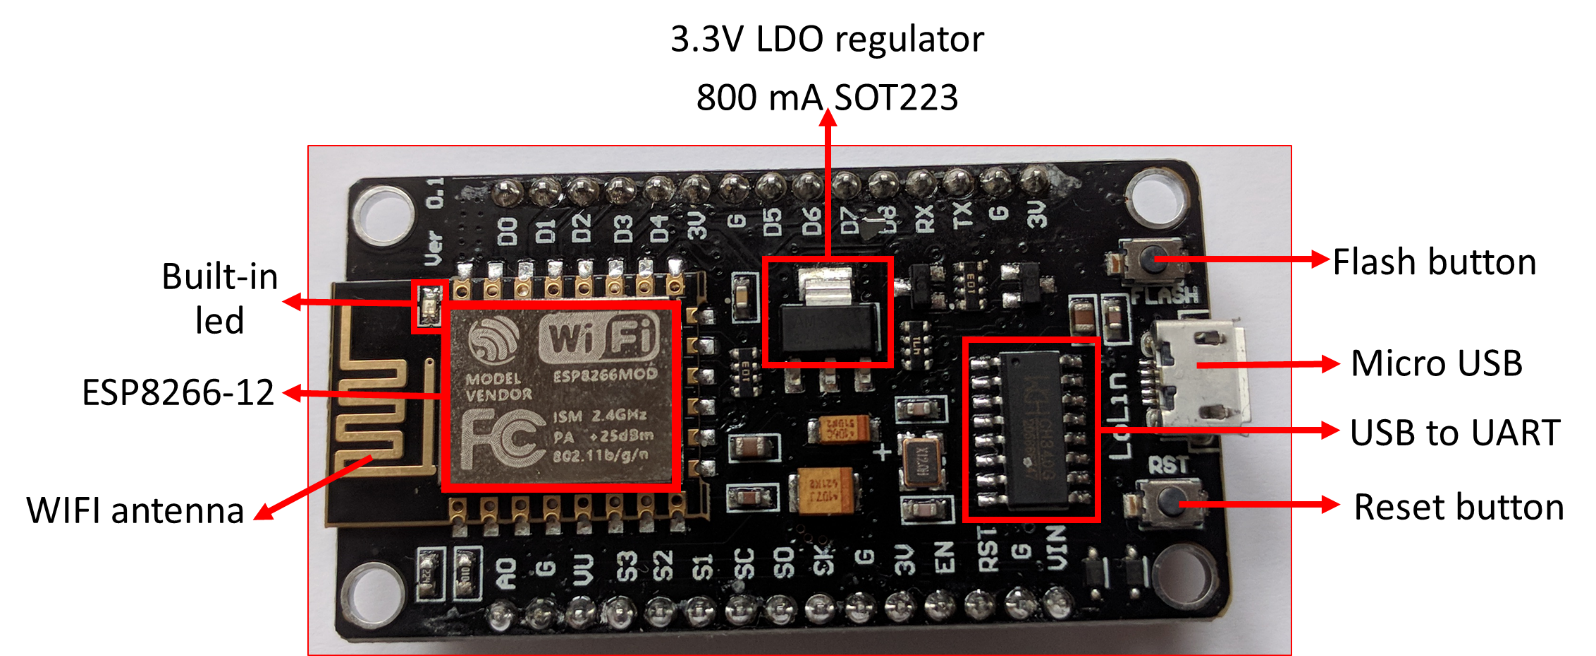 3.3V LDO regulator
800 mA SOT223
Built-in
led
ESP8266-12
WIFI antenna
Flash button
Micro USB
USB to UART
Reset button
Ver 0.1
D0 D1 D2 D3 D4 3V G D5 D6 D7 D8 RX TX G 3V
FLASH
WiFi
MODEL
VENDOR
ESP8266MOD
FC
ISM 2.4GHz
PA +25dBm
802.11b/g/n
LoLin
RST
A0 G VU S3 S2 S1 SC SO SK G 3V EN RST G VIN